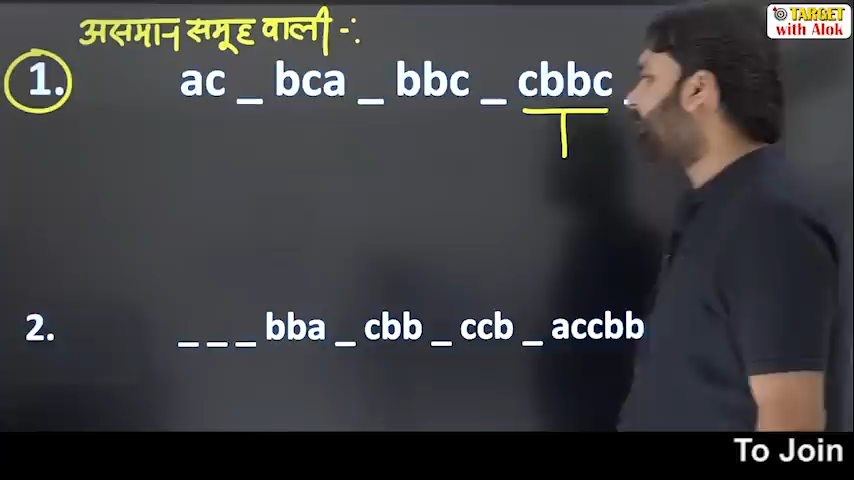 असमान समूह वाली -:
1. ac _ bca _ bbc _ cbbc
2. _ _ _ bba _ cbb _ ccb _ accbb
TARGET
with Alok
To Join